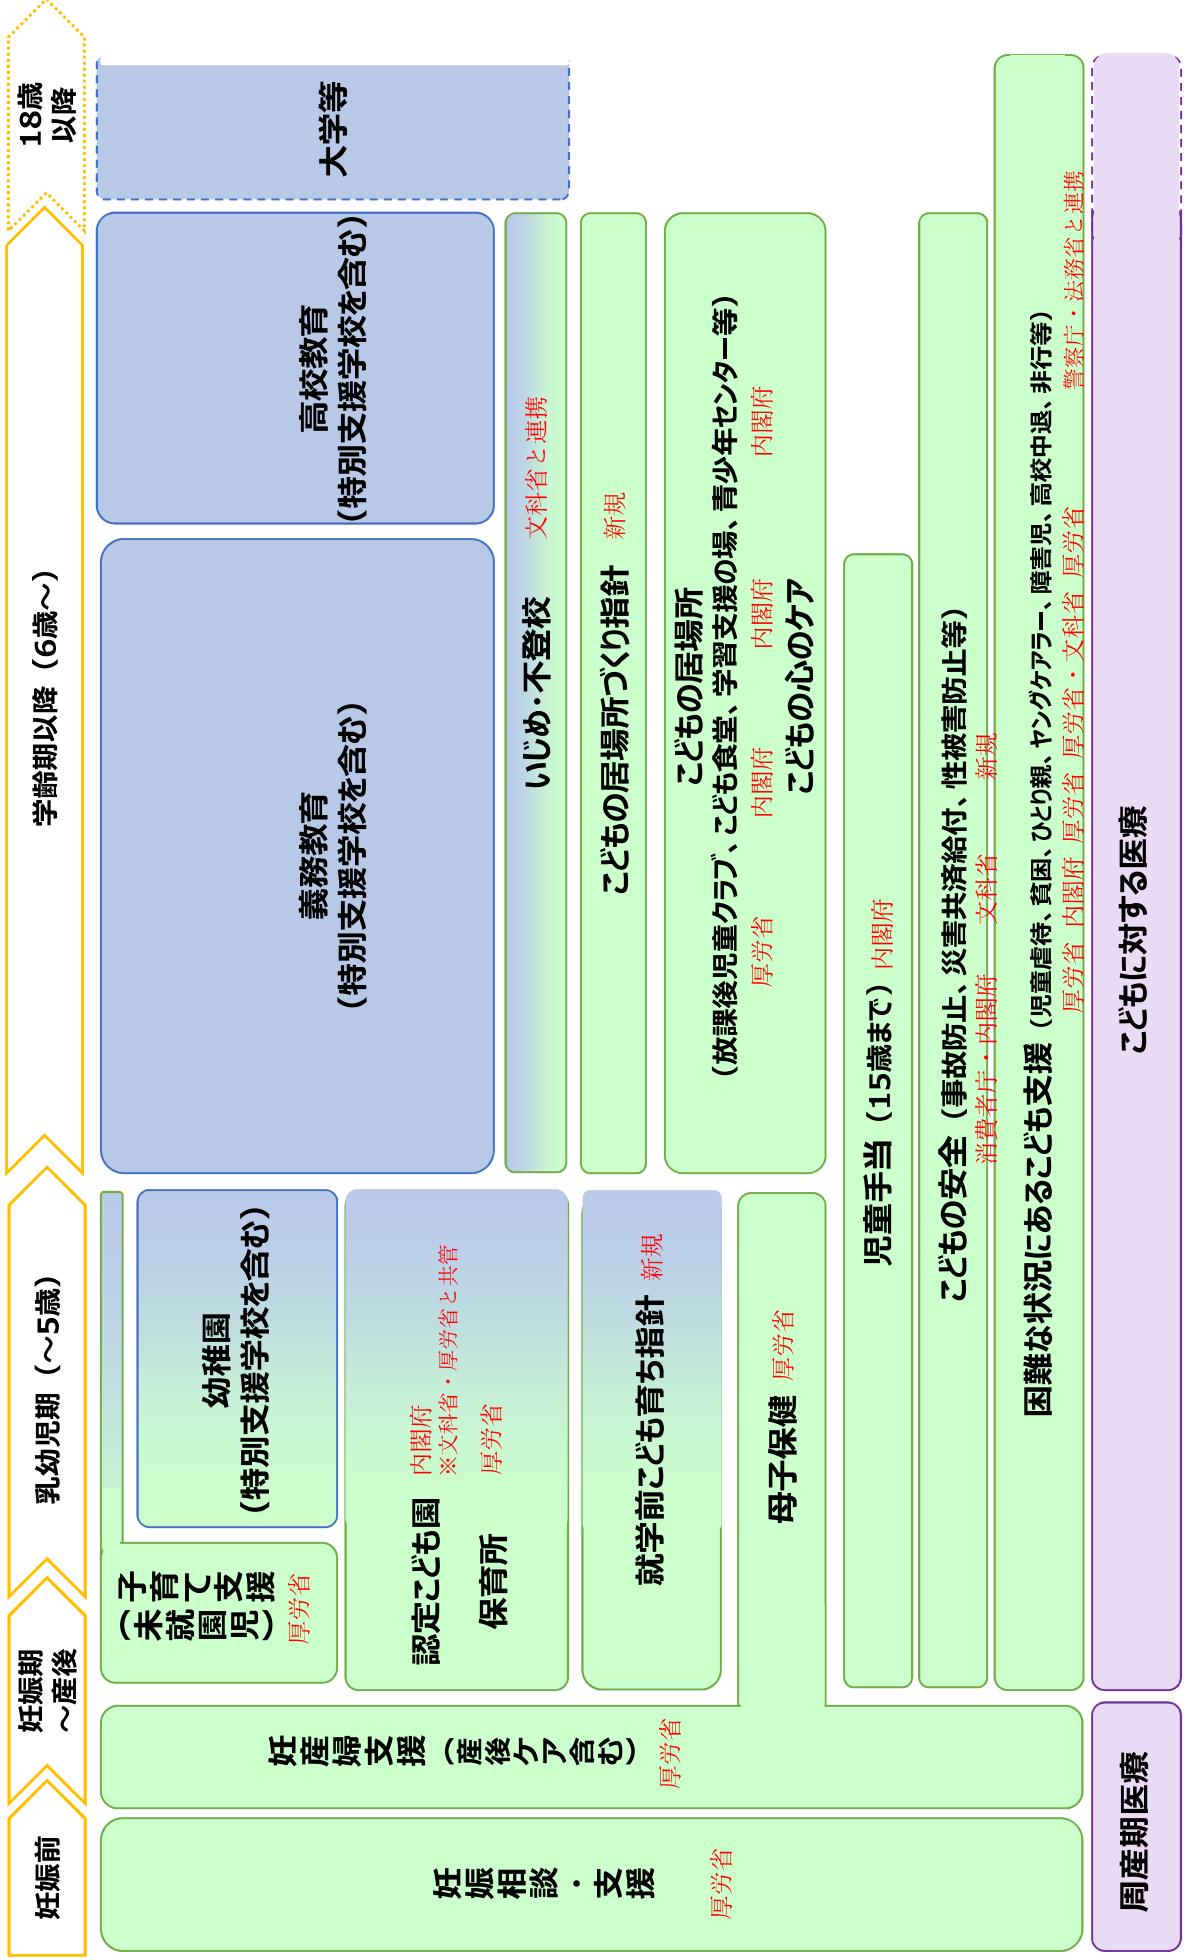 妊娠前
妊娠期
～産後
乳幼児期（～5歳）
学齢期以降（6歳～）
18歳
以降
妊娠相談・支援
厚労省
妊産婦支援（産後ケア含む）
厚労省
子育て支援
（未就園児）
厚労省
幼稚園
（特別支援学校を含む）
義務教育
（特別支援学校を含む）
高校教育
（特別支援学校を含む）
大学等
認定こども園
内閣府
※文科省・厚労省と共管
保育所
厚労省
いじめ・不登校
文科省と連携
就学前こども育ち指針
新規
こどもの居場所づくり指針
新規
こどもの居場所
（放課後児童クラブ、こども食堂、学習支援の場、青少年センター等）
厚労省 内閣府 内閣府 内閣府
こどもの心のケア
母子保健
厚労省
児童手当（15歳まで）
内閣府
こどもの安全（事故防止、災害共済給付、性被害防止等）
消費者庁・内閣府 文科省 新規
困難な状況にあるこども支援（児童虐待、貧困、ひとり親、ヤングケアラー、障害児、高校中退、非行等）
厚労省 内閣府 厚労省 厚労省・文科省 厚労省 警察庁・法務省と連携
周産期医療
こどもに対する医療